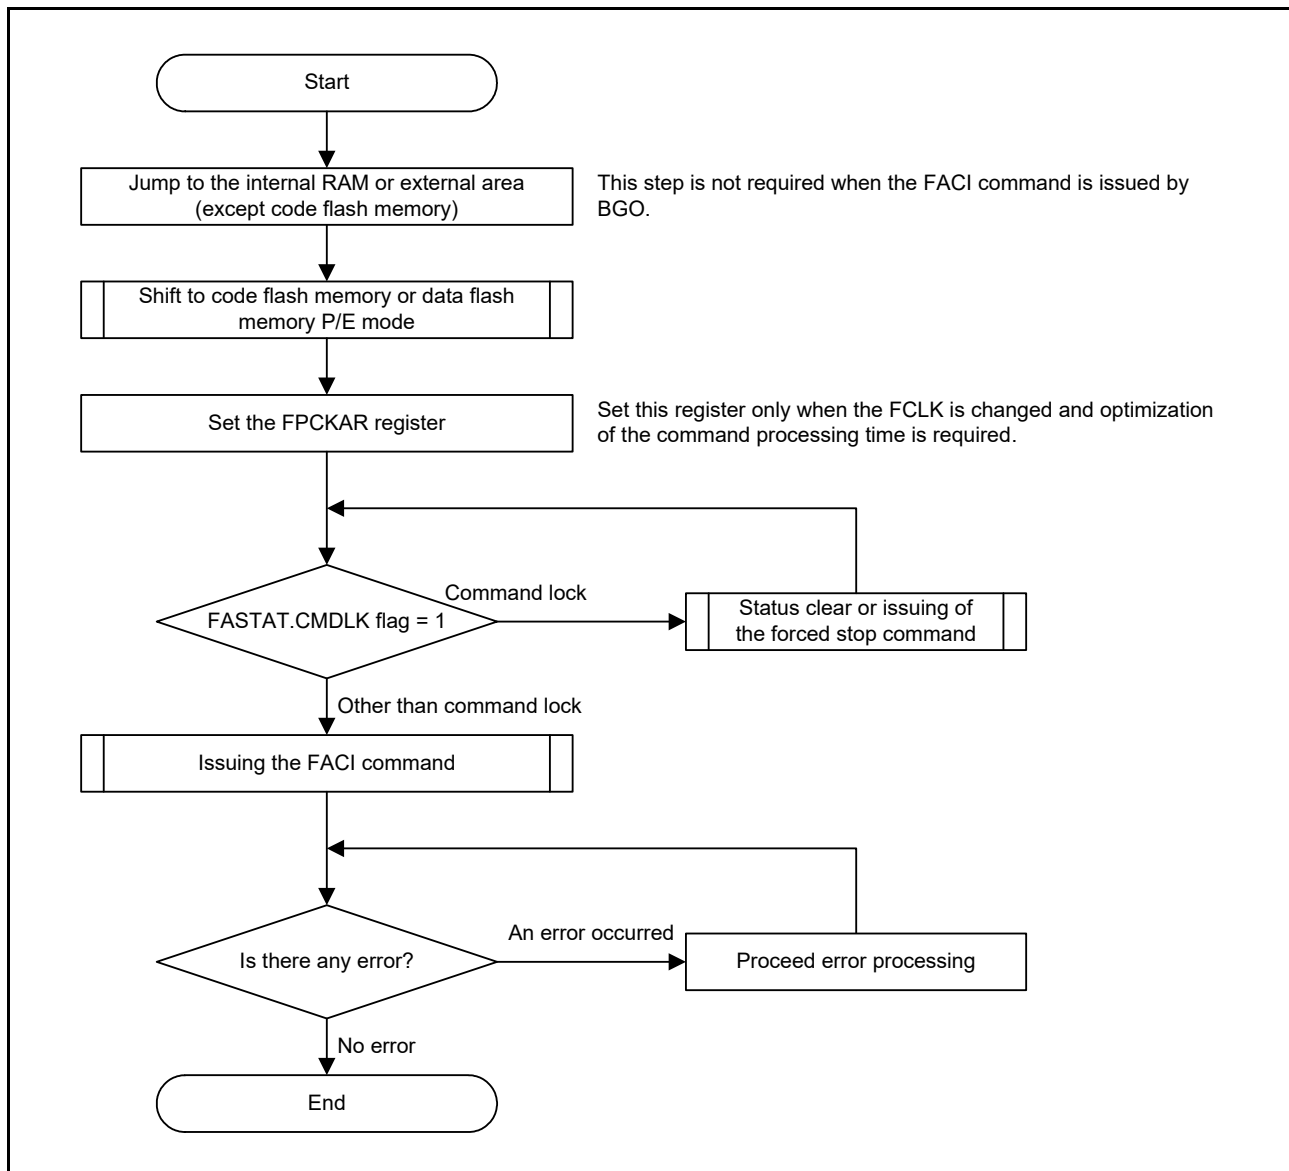 Start
Jump to the internal RAM or external area
(except code flash memory)
This step is not required when the FACI command is issued by
BGO.
Shift to code flash memory or data flash
memory P/E mode
Set the FPCKAR register
Set this register only when the FCLK is changed and optimization
of the command processing time is required.
FASTAT.CMDLK flag = 1
Command lock
Status clear or issuing of
the forced stop command
Other than command lock
Issuing the FACI command
Is there any error?
An error occurred
Proceed error processing
No error
End